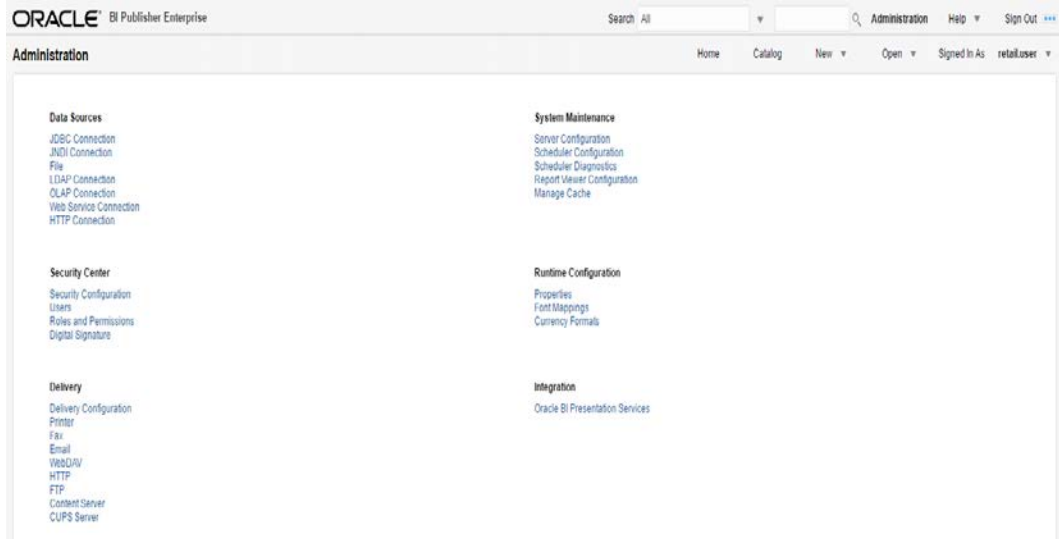 ORACLE BI Publisher Enterprise Search All Administration Help Sign Out
Administration Home Catalog New Open Signed In As retail.user
Data Sources
JDBC Connection
JNDI Connection
File
LDAP Connection
OLAP Connection
Web Service Connection
HTTP Connection
System Maintenance
Server Configuration
Scheduler Configuration
Scheduler Diagnostics
Report Viewer Configuration
Manage Cache
Security Center
Security Configuration
Users
Roles and Permissions
Digital Signature
Runtime Configuration
Properties
Font Mappings
Currency Formats
Delivery
Delivery Configuration
Printer
Fax
Email
WebDAV
HTTP
FTP
Content Server
CUPS Server
Integration
Oracle BI Presentation Services